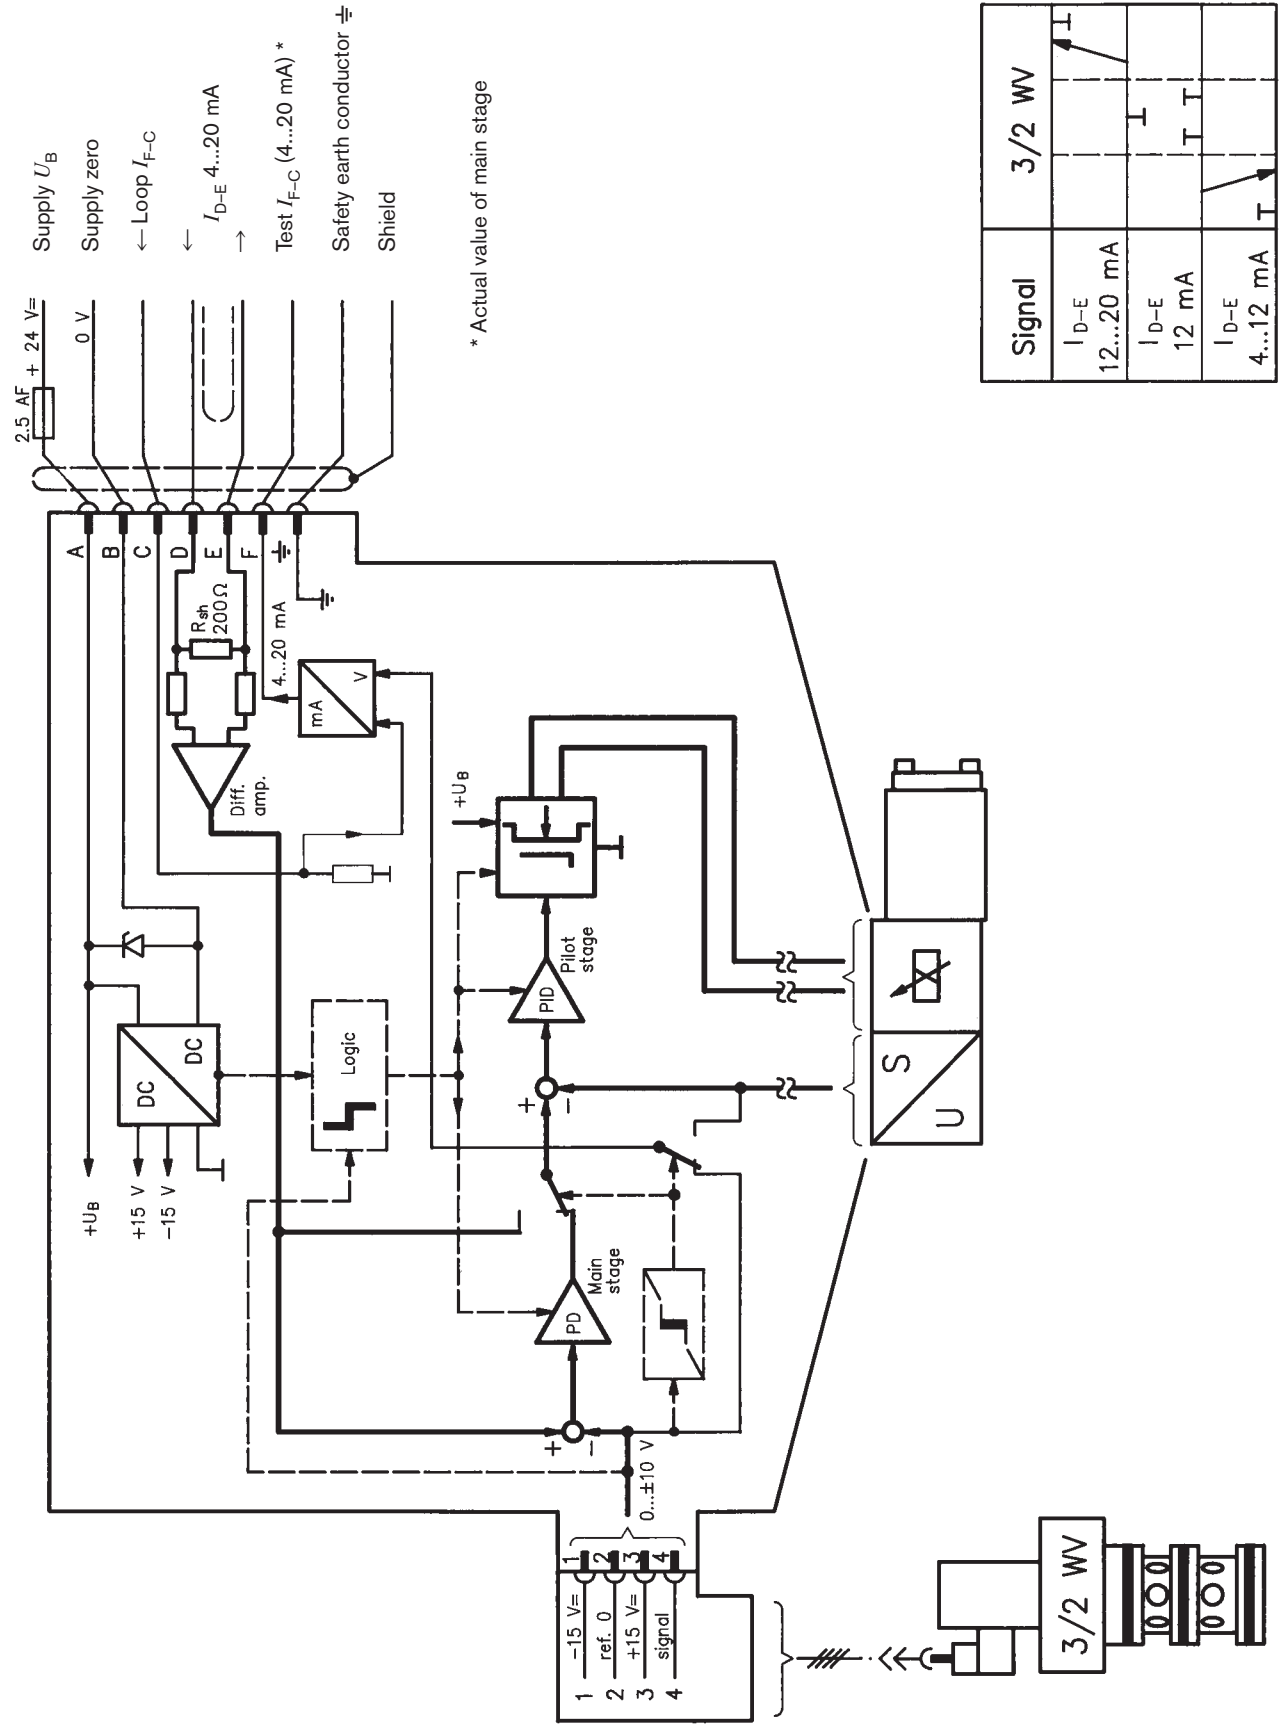 2.5 AF + 24 V=
Supply U_B
0 V
Supply zero
← Loop I_F–C
←
I_D–E 4...20 mA
→
Test I_F–C (4...20 mA) *
Safety earth conductor
Shield
* Actual value of main stage
A
B
C
D
E
F
R_sh
200Ω
4...20 mA
Diff.
amp.
mA
V
DC
DC
+U_B
+15 V
-15 V
Logic
+U_B
Pilot
stage
PID
+
-
Main
stage
PD
+
-
0...±10 V
1
2
3
4
1 -15 V=
2 ref. 0
3 +15 V=
4 signal
S
U
3/2 WV
Signal 3/2 WV
I_D-E
12...20 mA
I_D-E
12 mA
I_D-E
4...12 mA